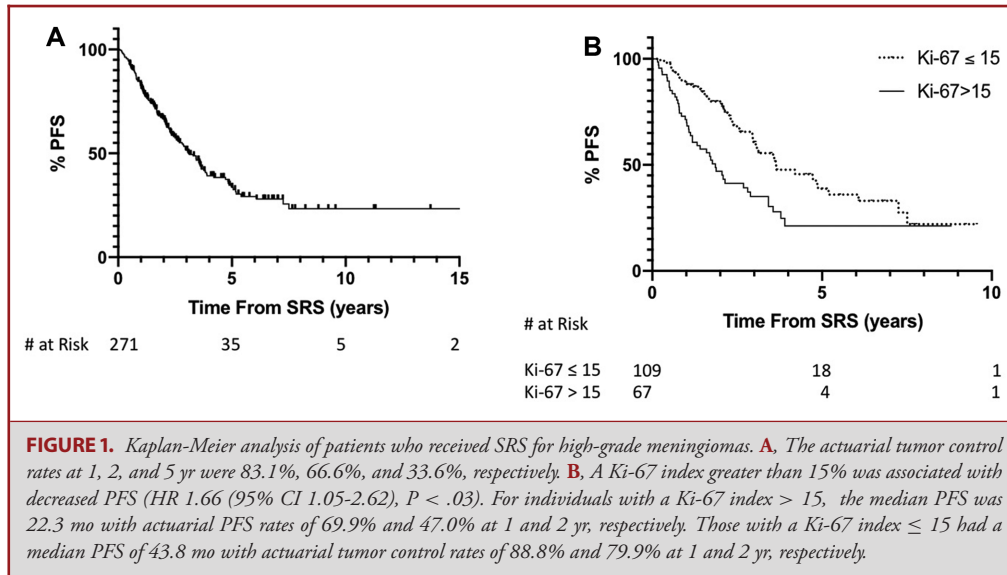 A
% PFS
100
50
0
0
5
10
15
Time From SRS (years)
# at Risk
271
35
5
2
B
% PFS
100
50
0
0
5
10
Ki-67 ≤ 15
Ki-67>15
Time From SRS (years)
# at Risk
Ki-67 ≤ 15 109 18 1
Ki-67 > 15 67 4 1
FIGURE 1. Kaplan-Meier analysis of patients who received SRS for high-grade meningiomas. A, The actuarial tumor control
rates at 1, 2, and 5 yr were 83.1%, 66.6%, and 33.6%, respectively. B, A Ki-67 index greater than 15% was associated with
decreased PFS (HR 1.66 (95% CI 1.05-2.62), P < .03). For individuals with a Ki-67 index > 15, the median PFS was
22.3 mo with actuarial PFS rates of 69.9% and 47.0% at 1 and 2 yr, respectively. Those with a Ki-67 index ≤ 15 had a
median PFS of 43.8 mo with actuarial tumor control rates of 88.8% and 79.9% at 1 and 2 yr, respectively.